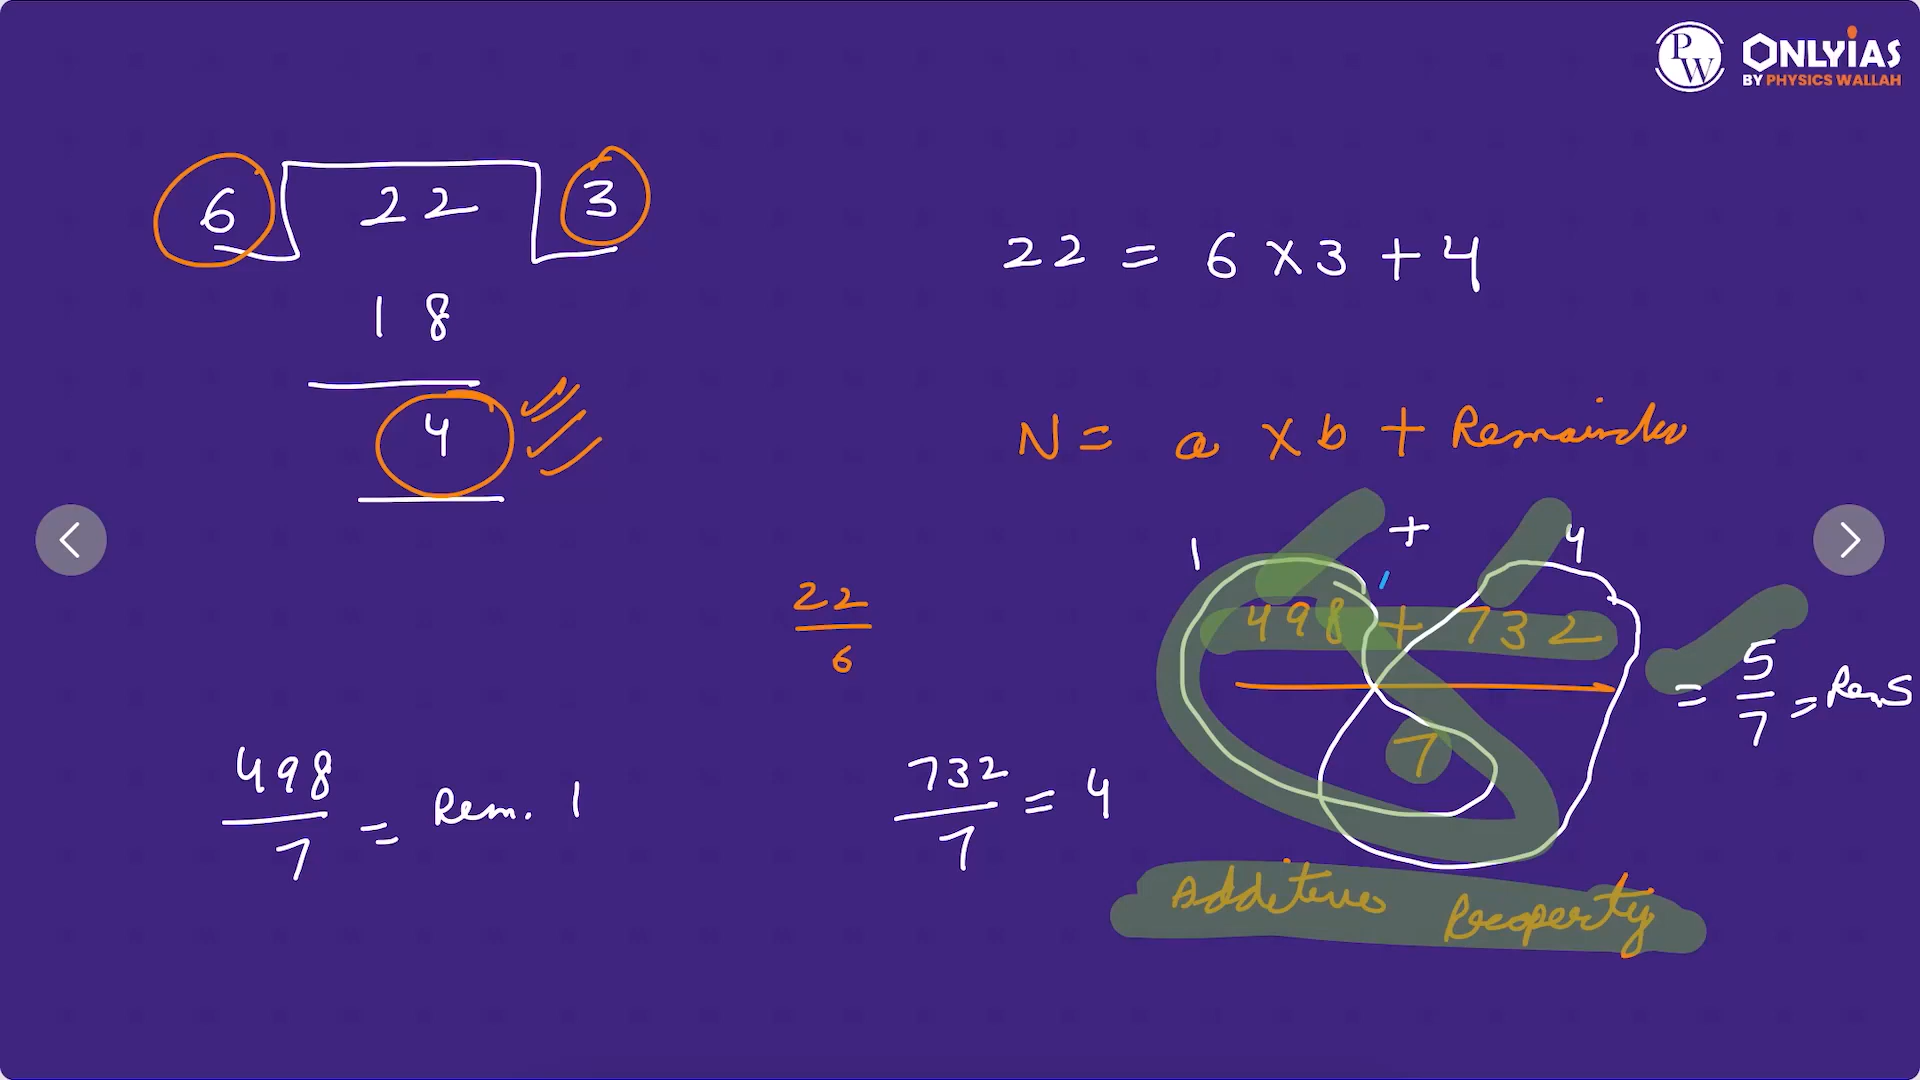 PW ONLYIAS
BY PHYSICS WALLAH
6 22 3
18
4
22 = 6 × 3 + 4
N = a × b + Remainder
1 + 4
498 + 732
7
= 5/7 = Rem 5
22
6
498/7 = Rem. 1
732/7 = 4
Additive Property